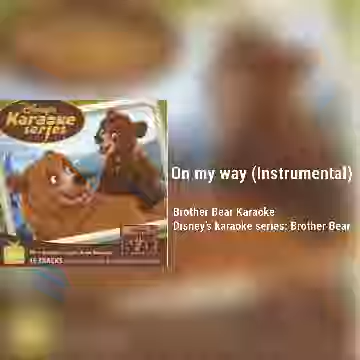 Disney's
Karaoke
series
On my way (Instrumental)
Brother Bear Karaoke
Disney's karaoke series: Brother Bear